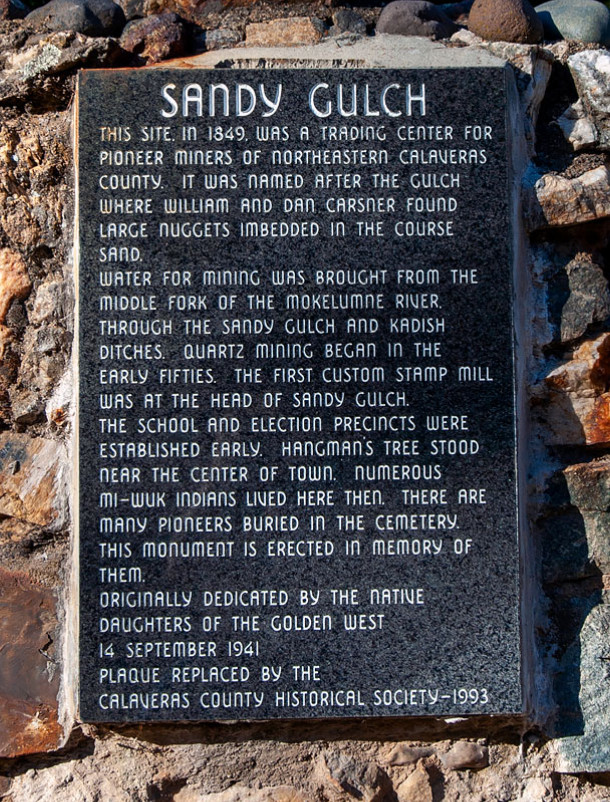 SANDY GULCH
THIS SITE, IN 1849, WAS A TRADING CENTER FOR
PIONEER MINERS OF NORTHEASTERN CALAVERAS
COUNTY. IT WAS NAMED AFTER THE GULCH
WHERE WILLIAM AND DAN CARSNER FOUND
LARGE NUGGETS IMBEDDED IN THE COURSE
SAND.
WATER FOR MINING WAS BROUGHT FROM THE
MIDDLE FORK OF THE MOKELUMNE RIVER,
THROUGH THE SANDY GULCH AND KADISH
DITCHES. QUARTZ MINING BEGAN IN THE
EARLY FIFTIES. THE FIRST CUSTOM STAMP MILL
WAS AT THE HEAD OF SANDY GULCH.
THE SCHOOL AND ELECTION PRECINCTS WERE
ESTABLISHED EARLY. HANGMAN'S TREE STOOD
NEAR THE CENTER OF TOWN. NUMEROUS
MI-WUK INDIANS LIVED HERE THEN. THERE ARE
MANY PIONEERS BURIED IN THE CEMETERY.
THIS MONUMENT IS ERECTED IN MEMORY OF
THEM.
ORIGINALLY DEDICATED BY THE NATIVE
DAUGHTERS OF THE GOLDEN WEST
14 SEPTEMBER 1941
PLAQUE REPLACED BY THE
CALAVERAS COUNTY HISTORICAL SOCIETY-1993